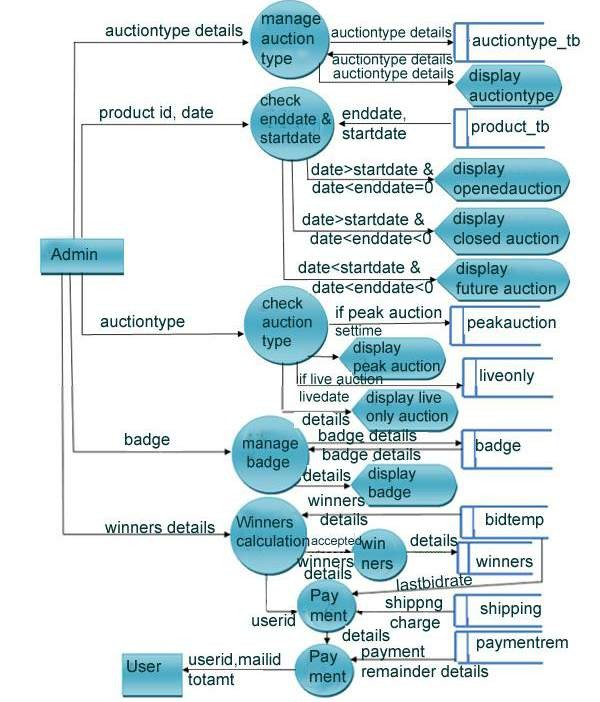 auctiontype details
manage
auction
type
auctiontype details
auctiontype_tb
auctiontype details
auctiontype details
display
auctiontype
product id, date
check
enddate &
startdate
enddate,
startdate
product_tb
date>startdate &
date<enddate=0
display
openedauction
date>startdate &
date<enddate<0
display
closed auction
Admin
date<startdate &
date<enddate<0
display
future auction
auctiontype
check
auction
type
if peak auction
settime
peakauction
display
peak auction
if live auction
livedate
liveonly
details
display live
only auction
badge
manage
badge
badge details
badge details
badge
details
display
badge
winners details
Winners
calculation
winners
details
bidtemp
accepted
winners
details
win
ners
details
winners
lastbidrate
userid
Pay
ment
shippng
charge
shipping
details
User
userid,mailid
totamt
Pay
ment
payment
remainder details
paymentrem